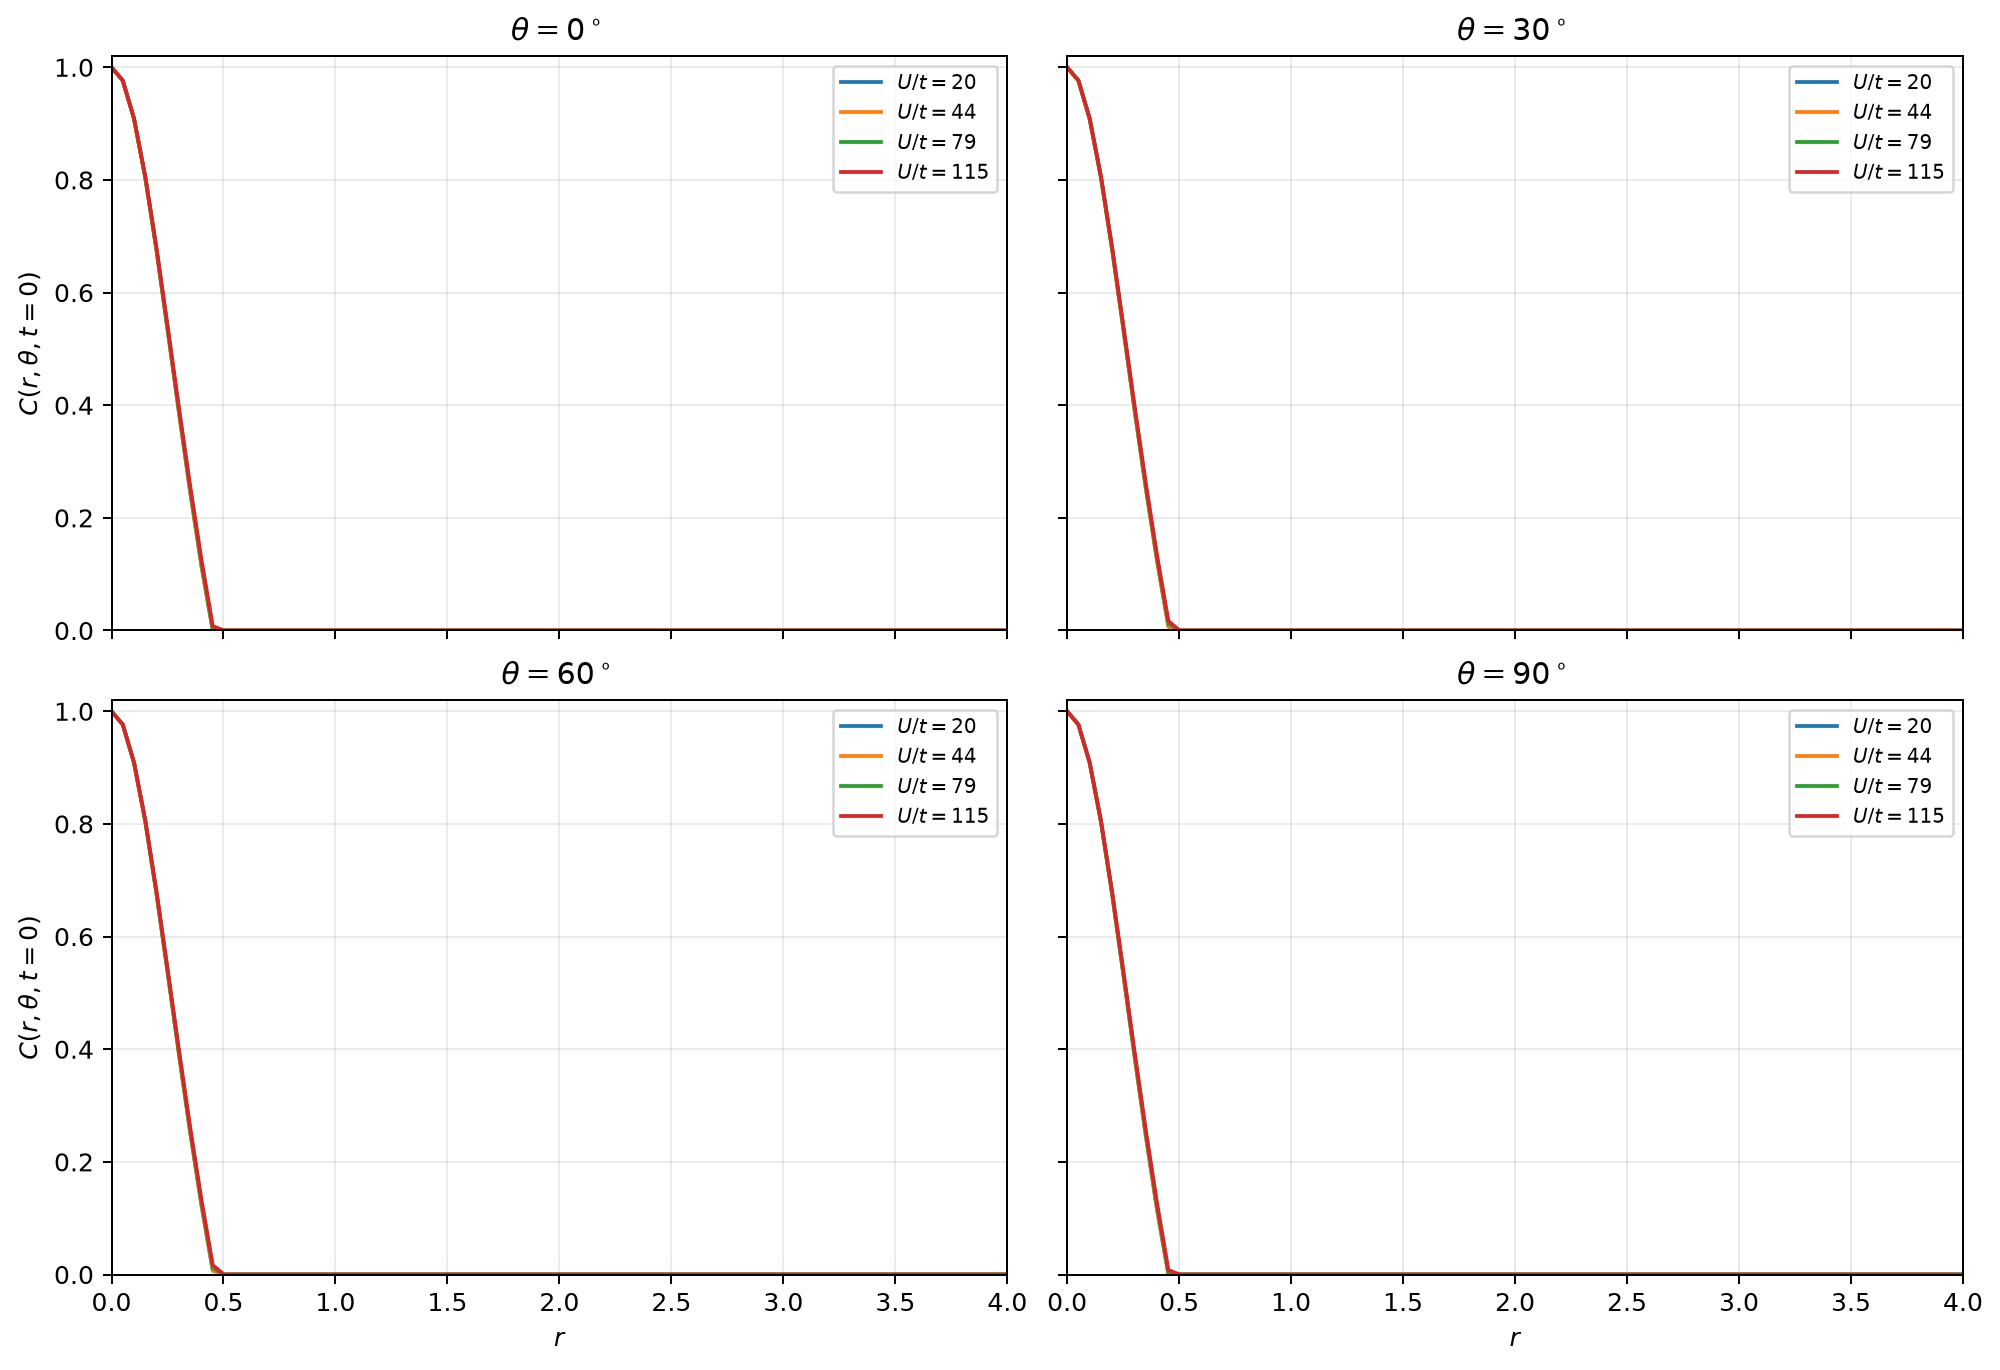 θ = 0°
1.0
0.8
0.6
0.4
0.2
0.0
C(r, θ, t = 0)
U/t = 20
U/t = 44
U/t = 79
U/t = 115
θ = 30°
U/t = 20
U/t = 44
U/t = 79
U/t = 115
θ = 60°
1.0
0.8
0.6
0.4
0.2
0.0
C(r, θ, t = 0)
U/t = 20
U/t = 44
U/t = 79
U/t = 115
0.0 0.5 1.0 1.5 2.0 2.5 3.0 3.5 4.0
r
θ = 90°
U/t = 20
U/t = 44
U/t = 79
U/t = 115
0.0 0.5 1.0 1.5 2.0 2.5 3.0 3.5 4.0
r